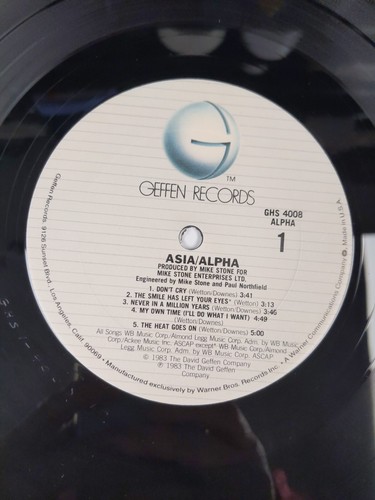 TM
GEFFEN RECORDS
GHS 4008
ALPHA
1
ASIA/ALPHA
PRODUCED BY MIKE STONE FOR
MIKE STONE ENTERPRISES LTD.
Engineered by Mike Stone and Paul Northfield
1. DON'T CRY (Wetton/Downes) 3:41
2. THE SMILE HAS LEFT YOUR EYES* (Wetton) 3:13
3. NEVER IN A MILLION YEARS (Wetton/Downes) 3:46
4. MY OWN TIME (I'LL DO WHAT I WANT) 4:49
(Wetton/Downes)
5. THE HEAT GOES ON (Wetton/Downes) 5:00
All Songs WB Music Corp./Almond Legg Music Corp. Adm. by WB Music
Corp./Ackee Music Inc. ASCAP except* WB Music Corp./Almond
Legg Music Corp. Adm. by WB Music Corp. ASCAP
© 1983 The David Geffen Company
℗ 1983 The David Geffen
Company
Geffen Records 9126 Sunset Blvd. Los Angeles, Calif. 90069 • Manufactured exclusively by Warner Bros. Records Inc. • A Warner Communications Company Made in U.S.A.